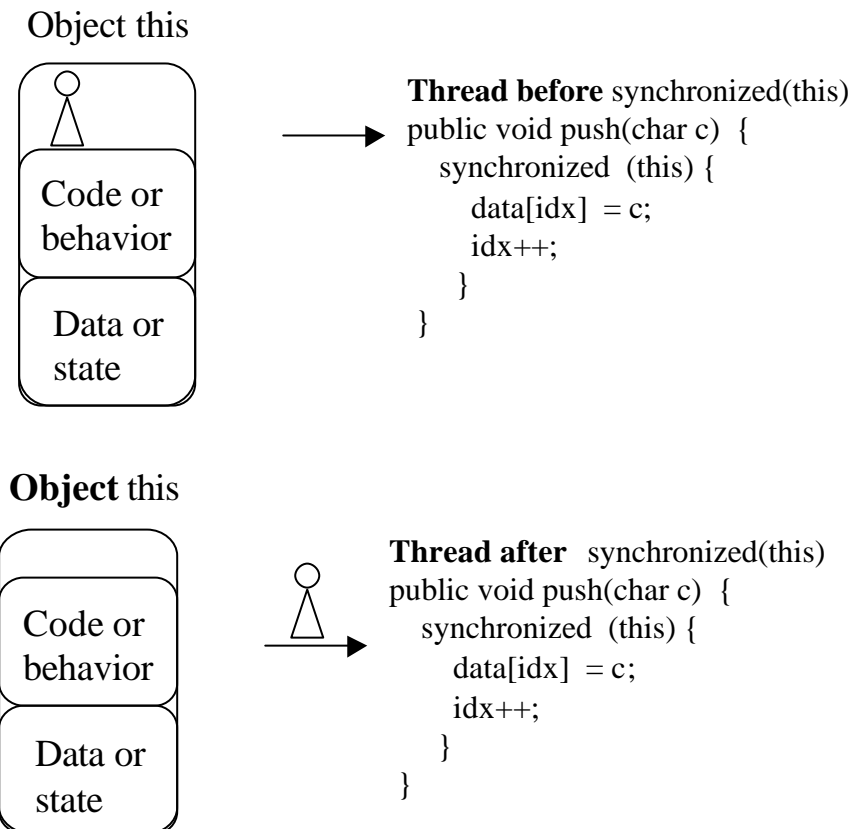 Object this
Code or
behavior
Data or
state
Thread before synchronized(this)
public void push(char c) {
synchronized (this) {
data[idx] = c;
idx++;
}
}
Object this
Code or
behavior
Data or
state
Thread after synchronized(this)
public void push(char c) {
synchronized (this) {
data[idx] = c;
idx++;
}
}